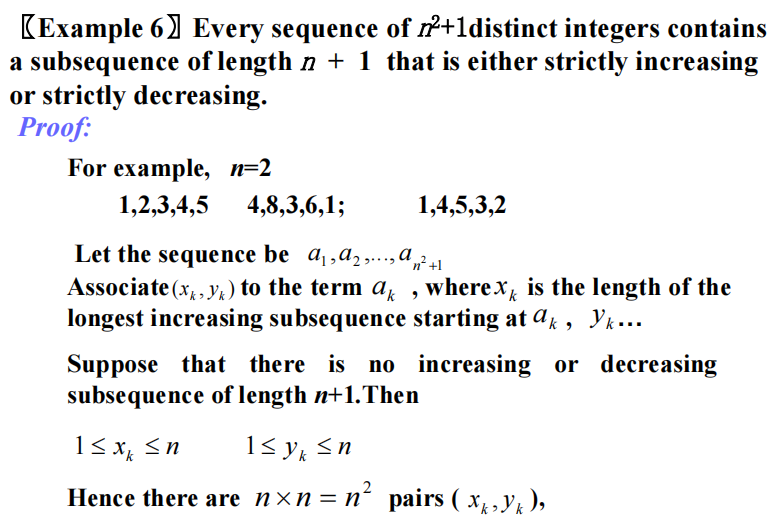 〖Example 6〗 Every sequence of n²+1distinct integers contains
a subsequence of length n + 1 that is either strictly increasing
or strictly decreasing.
Proof:
For example, n=2
1,2,3,4,5 4,8,3,6,1; 1,4,5,3,2
Let the sequence be a₁,a₂,…,aₙ²₊₁
Associate(xₖ,yₖ) to the term aₖ , where xₖ is the length of the
longest increasing subsequence starting at aₖ , yₖ…
Suppose that there is no increasing or decreasing
subsequence of length n+1.Then
1≤xₖ≤n 1≤yₖ≤n
Hence there are n×n=n² pairs ( xₖ,yₖ ),